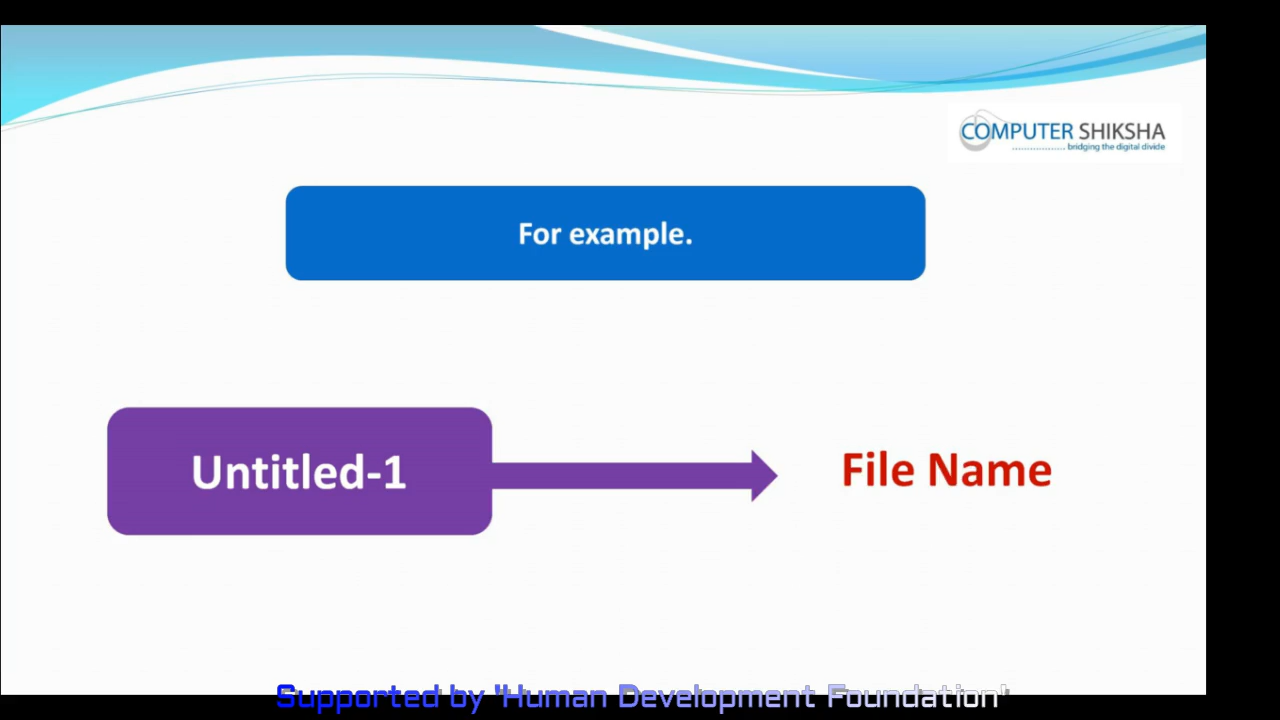 COMPUTER SHIKSHA
bridging the digital divide
For example.
Untitled-1
File Name
Supported by 'Human Development Foundation'